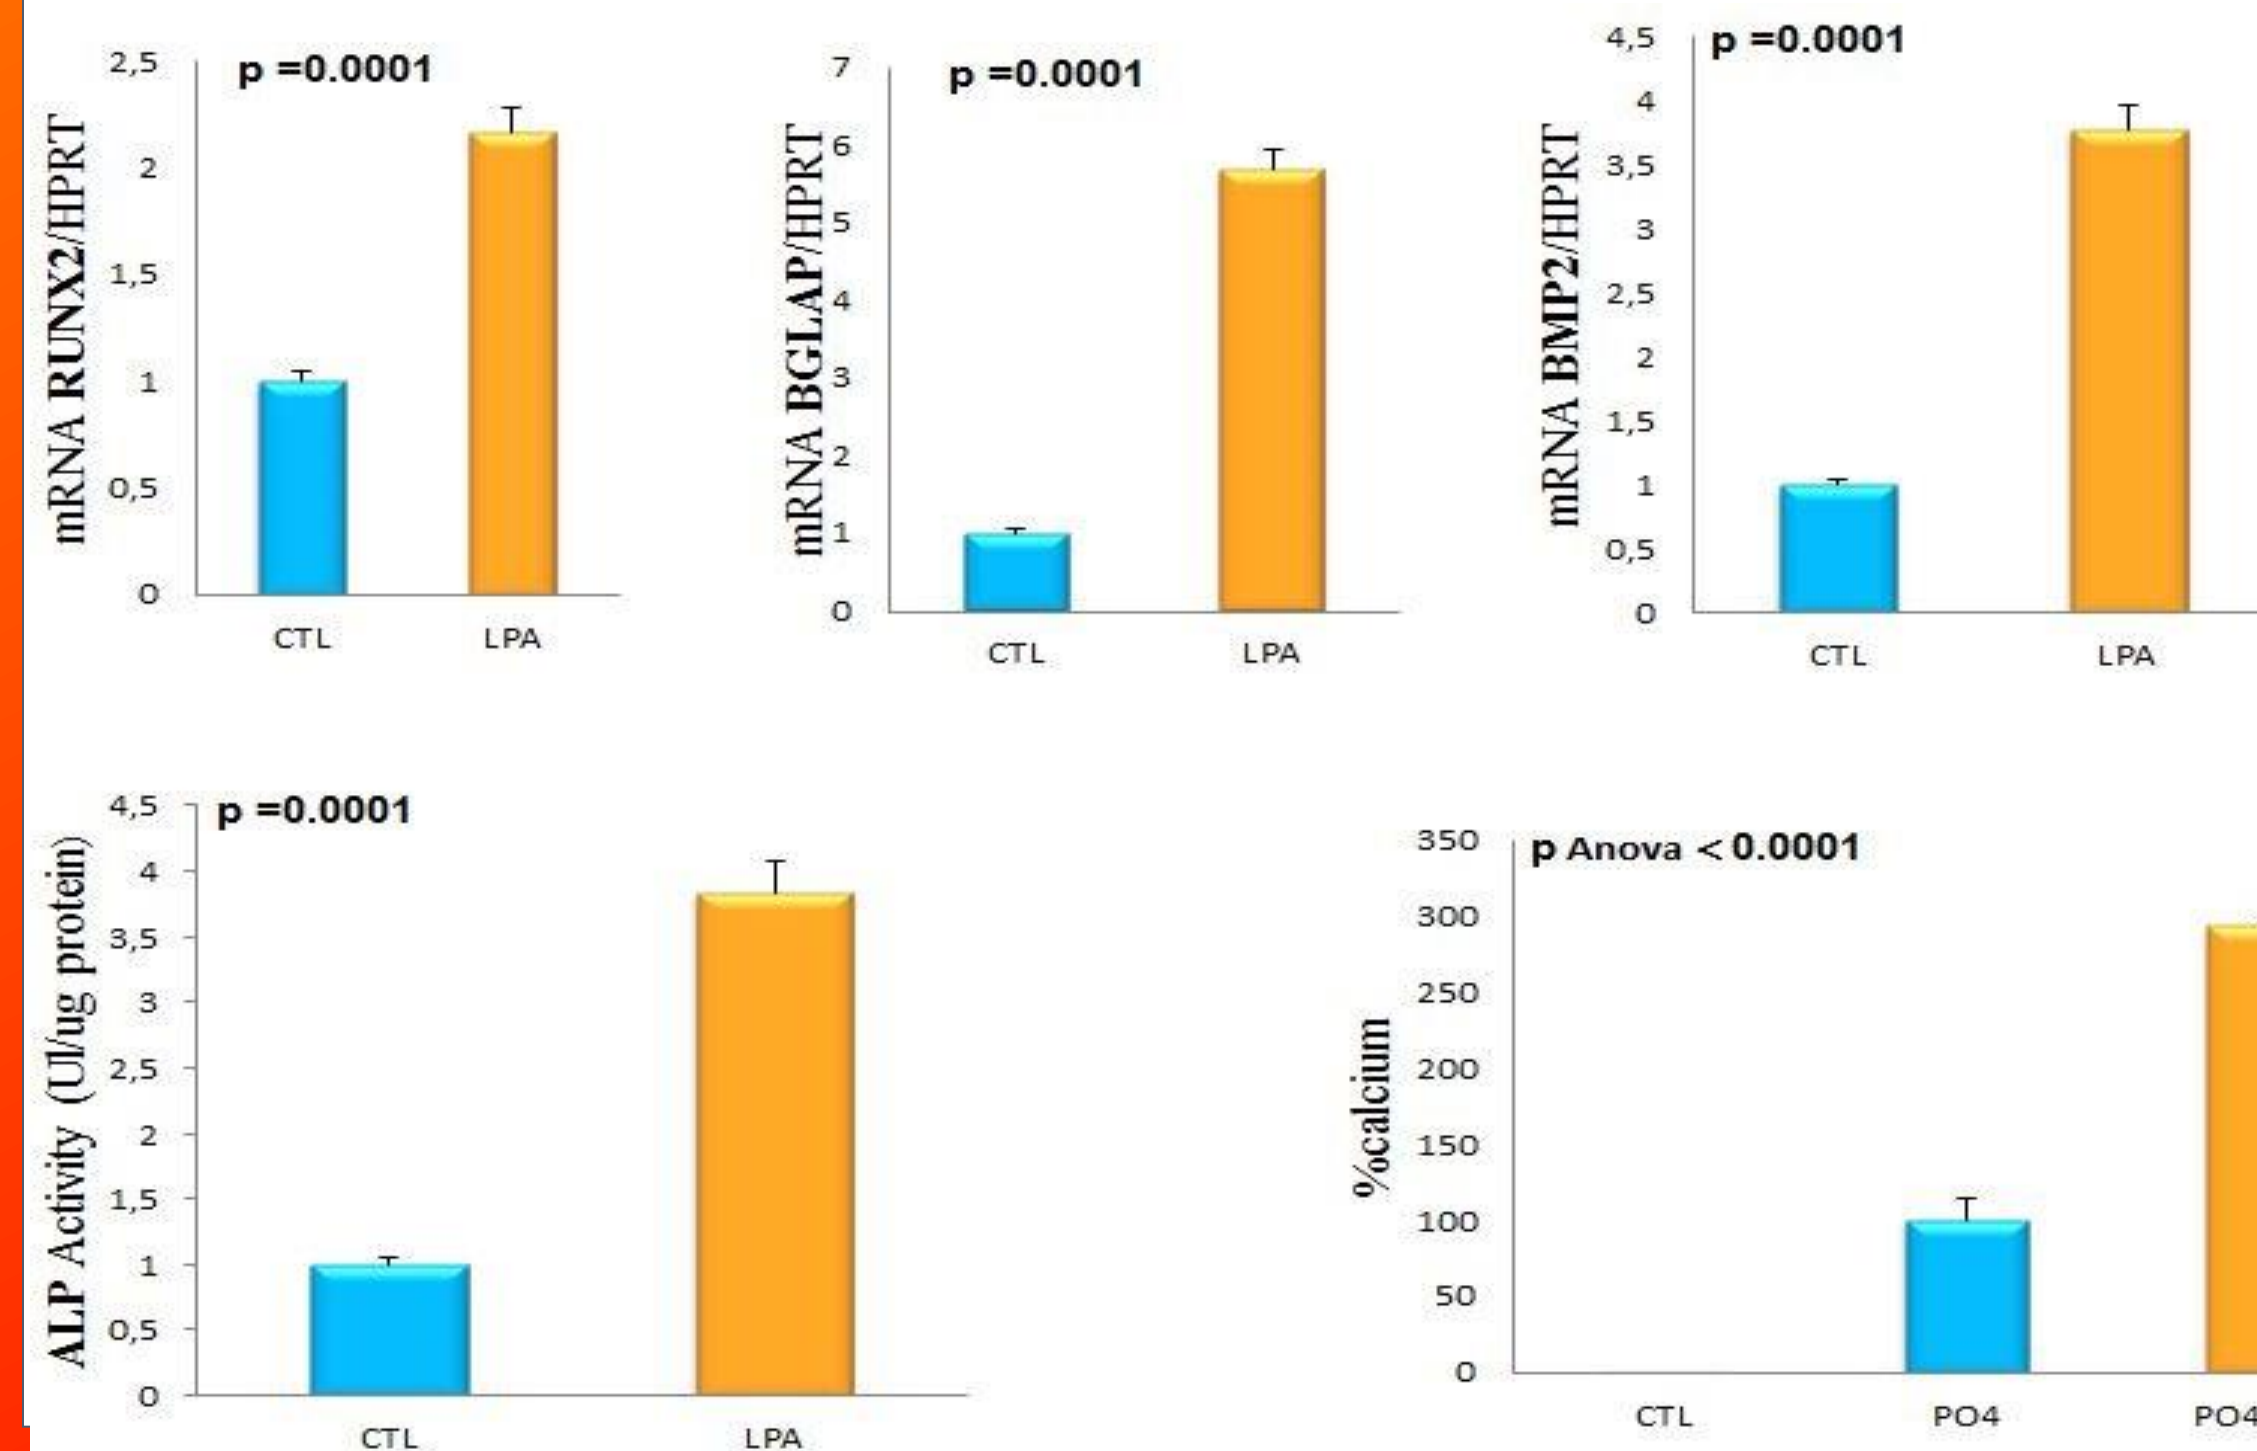 p =0.0001
2,5
2
1,5
1
0,5
0
mRNA RUNX2/HPRT
CTL LPA
p =0.0001
7
6
5
4
3
2
1
0
mRNA BGLAP/HPRT
CTL LPA
p =0.0001
4,5
4
3,5
3
2,5
2
1,5
1
0,5
0
mRNA BMP2/HPRT
CTL LPA
p =0.0001
4,5
4
3,5
3
2,5
2
1,5
1
0,5
0
ALP Activity (UI/ug protein)
CTL LPA
p Anova < 0.0001
350
300
250
200
150
100
50
0
%calcium
CTL PO4 PO4